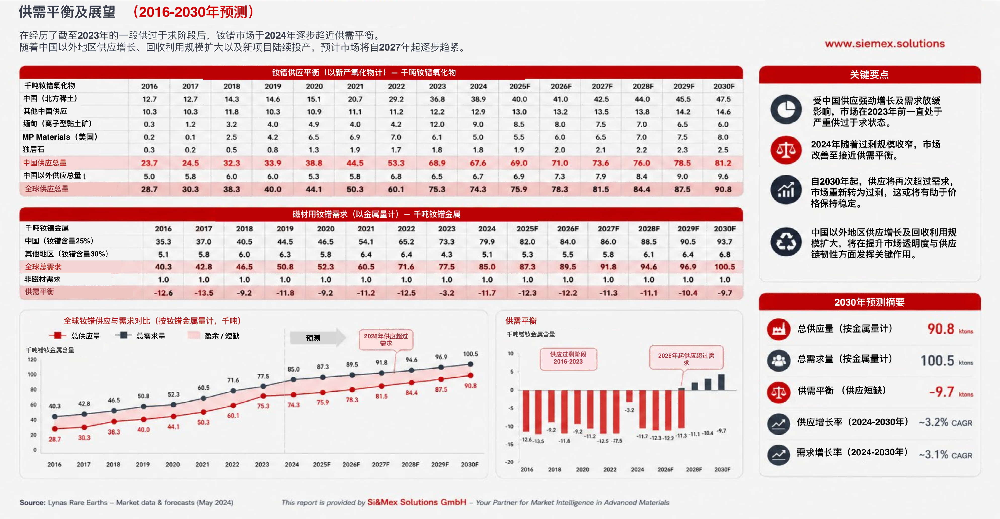 供需平衡及展望 （2016-2030年预测）
在经历了截至2023年的一段供过于求阶段后，钕镨市场于2024年逐步趋近供需平衡。
随着中国以外地区供应增长、回收利用规模扩大以及新项目陆续投产，预计市场将自2027年起逐步趋紧。
www.siemex.solutions
钕镨供应平衡（以新产氧化物计）— 千吨钕镨氧化物
千吨钕镨氧化物 2016 2017 2018 2019 2020 2021 2022 2023 2024 2025F 2026F 2027F 2028F 2029F 2030F
中国（北方稀土） 12.7 12.7 14.3 14.6 15.1 20.7 29.2 36.8 38.9 40.0 41.0 42.5 44.0 45.5 47.5
其他中国供应 10.3 10.3 11.8 10.3 10.9 11.1 11.2 12.2 12.9 13.0 13.2 13.5 13.8 14.2 14.6
缅甸（离子型黏土矿） 0.3 1.2 3.2 4.0 4.9 4.0 4.2 12.0 9.0 8.5 8.0 7.5 7.0 6.5 6.0
MP Materials（美国） 0.2 0.1 2.5 4.2 6.5 6.9 7.0 6.1 5.0 5.5 6.0 6.5 7.0 7.5 8.0
独居石 0.3 0.2 0.5 0.8 1.3 1.9 1.7 1.8 1.8 1.9 2.0 2.1 2.2 2.3 2.5
中国供应总量 23.7 24.5 32.3 33.9 38.8 44.5 53.3 68.9 67.6 69.0 71.0 73.6 76.0 78.5 81.2
中国以外供应总量 5.0 5.8 6.0 6.0 5.3 5.8 6.8 6.5 6.7 6.9 7.3 7.9 8.4 9.0 9.6
全球供应总量 28.7 30.3 38.3 40.0 44.1 50.3 60.1 75.3 74.3 75.9 78.3 81.5 84.4 87.5 90.8
磁材用钕镨需求（以金属量计）— 千吨钕镨金属
千吨钕镨金属 2016 2017 2018 2019 2020 2021 2022 2023 2024 2025F 2026F 2027F 2028F 2029F 2030F
中国（钕镨含量25%） 35.3 37.0 40.5 44.5 46.5 54.1 65.2 73.3 79.9 82.0 84.0 86.0 88.5 90.5 93.7
其他地区（钕镨含量30%） 5.1 5.8 6.0 6.3 5.8 6.4 6.4 4.3 5.1 5.3 5.5 5.8 6.1 6.4 6.8
全球总需求 40.3 42.8 46.5 50.8 52.3 60.5 71.6 77.5 85.0 87.3 89.5 91.8 94.6 96.9 100.5
非磁材需求 1.0 1.0 1.0 1.0 1.0 1.0 1.0 1.0 1.0 1.0 1.0 1.0 1.0 1.0 1.0
供需平衡 -12.6 -13.5 -9.2 -11.8 -9.2 -11.2 -12.5 -3.2 -11.7 -12.3 -12.2 -11.3 -11.1 -10.4 -9.7
全球钕镨供应与需求对比（按钕镨金属量计，千吨）
总供应量 总需求量 盈余 / 短缺
预测
2028年供应超过
需求
千吨镨钕金属含量
120
100
80
60
40
20
0
40.3 42.8 46.5 50.8 52.3 60.5 71.6 77.5 85.0 87.3 89.5 91.8 94.6 96.9 100.5
28.7 30.3 38.3 40.0 44.1 50.3 60.1 75.3 74.3 75.9 78.3 81.5 84.4 87.5 90.8
2016 2017 2018 2019 2020 2021 2022 2023 2024 2025F 2026F 2027F 2028F 2029F 2030F
供需平衡
千吨镨钕金属含量
供应过剩阶段
2016-2023
2028年起供应超过需
求
10
5
0
-5
-10
-15
-20
-12.6 -13.5 -9.2 -11.8 -9.2 -11.2 -12.5 -17.5 -3.2 -11.7 -12.3 -12.2 -11.3 -11.1 -10.4 -9.7
2016 2018 2020 2022 2024 2026F 2028F 2030F
关键要点
受中国供应强劲增长及需求放缓
影响，市场在2023年前一直处于
严重供过于求状态。
2024年随着过剩规模收窄，市场
改善至接近供需平衡。
自2030年起，供应将再次超过需求，
市场重新转为过剩，这或将有助于价
格保持稳定。
中国以外地区供应增长及回收利用规
模扩大，将在提升市场透明度与供应
链韧性方面发挥关键作用。
2030年预测摘要
总供应量（按金属量计） 90.8 ktons
总需求量（按金属量计） 100.5 ktons
供需平衡 （供应短缺） -9.7 ktons
供应增长率（2024-2030年） ~3.2% CAGR
需求增长率（2024-2030年） ~3.1% CAGR
Source: Lynas Rare Earths – Market data & forecasts (May 2024)
This report is provided by Si&Mex Solutions GmbH – Your Partner for Market Intelligence in Advanced Materials